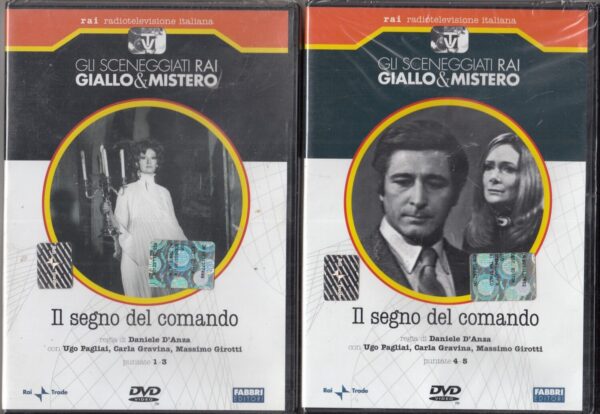 rai radiotelevisione italiana
TV
GLI SCENEGGIATI RAI
GIALLO&MISTERO
Il segno del comando
regia di Daniele D'Anza
con Ugo Pagliai, Carla Gravina, Massimo Girotti
puntate 1-3
Rai Trade
DVD
VIDEO
FABBRI
EDITORI
rai radiotelevisione italiana
TV
GLI SCENEGGIATI RAI
GIALLO&MISTERO
Il segno del comando
regia di Daniele D'Anza
con Ugo Pagliai, Carla Gravina, Massimo Girotti
puntate 4-5
Rai Trade
DVD
VIDEO
FABBRI
EDITORI